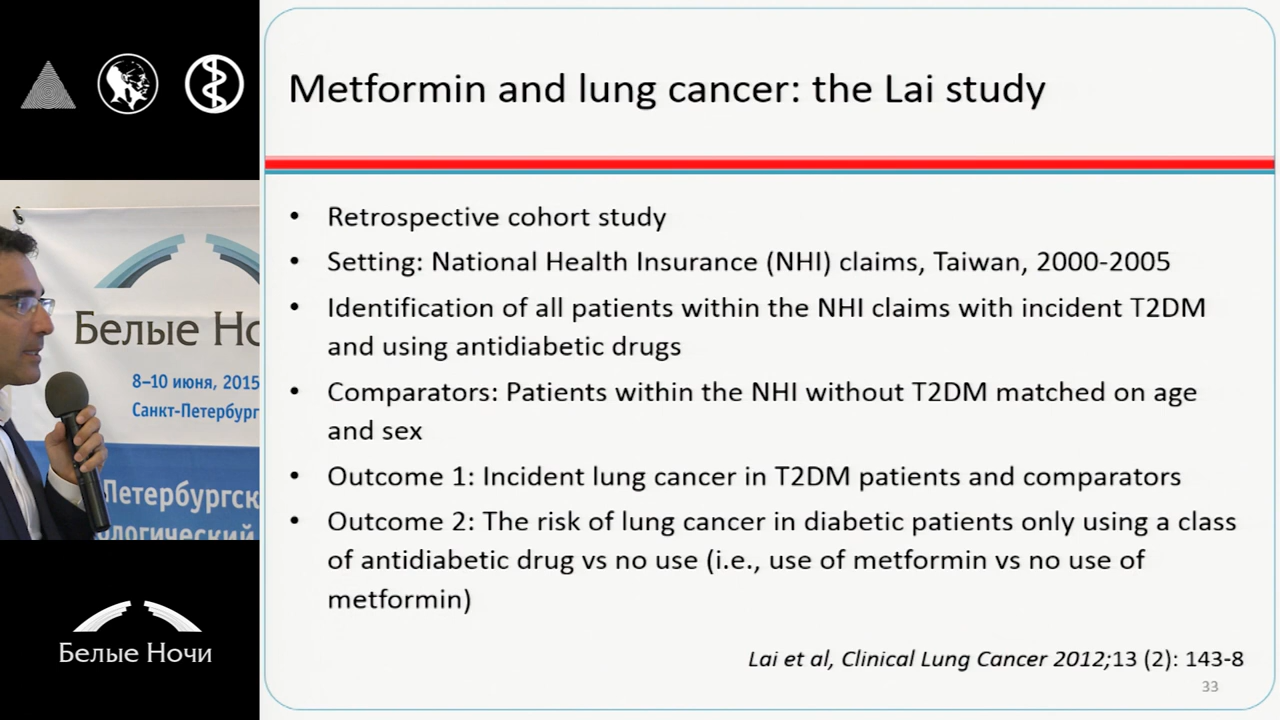 Metformin and lung cancer: the Lai study
• Retrospective cohort study
• Setting: National Health Insurance (NHI) claims, Taiwan, 2000-2005
• Identification of all patients within the NHI claims with incident T2DM
and using antidiabetic drugs
• Comparators: Patients within the NHI without T2DM matched on age
and sex
• Outcome 1: Incident lung cancer in T2DM patients and comparators
• Outcome 2: The risk of lung cancer in diabetic patients only using a class
of antidiabetic drug vs no use (i.e., use of metformin vs no use of
metformin)
Lai et al, Clinical Lung Cancer 2012;13 (2): 143-8
33
Белые Но
8–10 июня, 2015
Санкт-Петербург
Петербургск
ологический
Белые Ночи